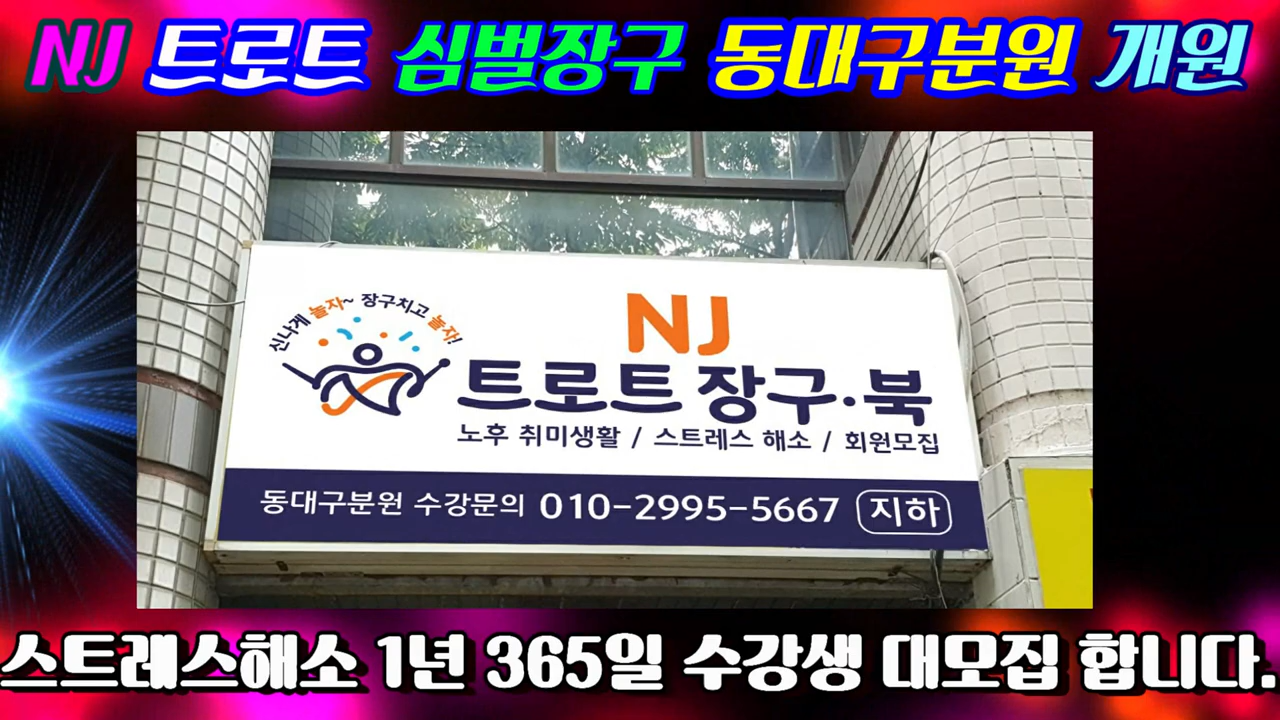 NJ 트로트 심벌장구 동대구분원 개원
신나게 놀자~ 장구치고 놀자!
NJ
트로트 장구·북
노후 취미생활 / 스트레스 해소 / 회원모집
동대구분원 수강문의 010-2995-5667 지하
스트레스해소 1년 365일 수강생 대모집 합니다.